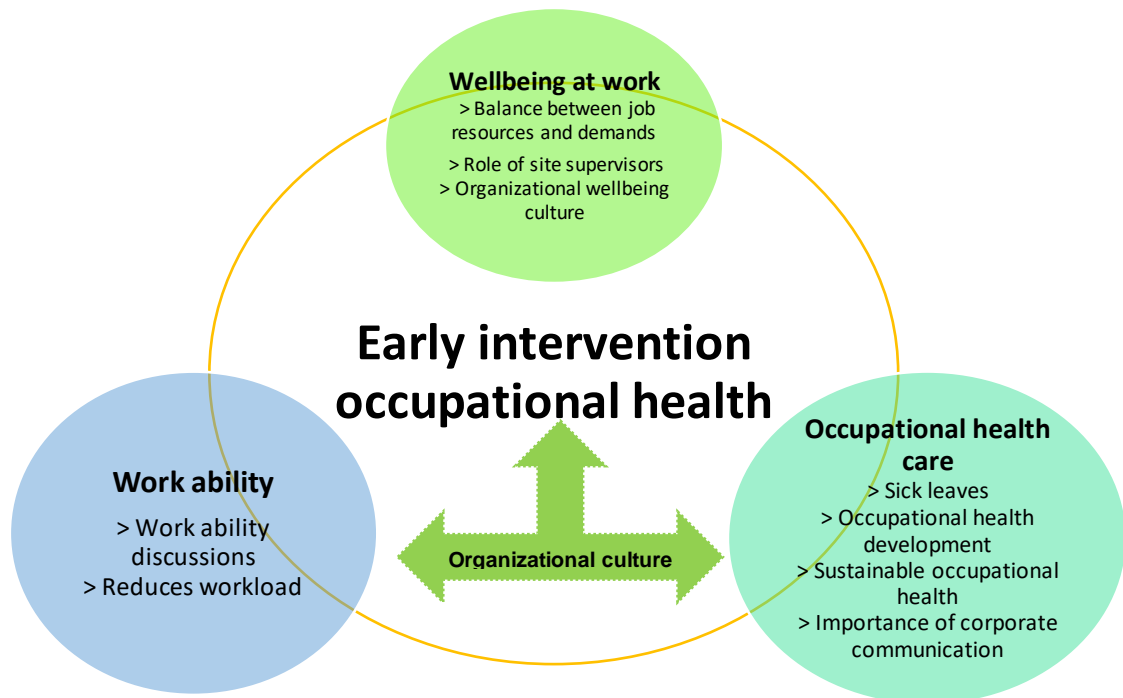 Wellbeing at work
> Balance between job
resources and demands
> Role of site supervisors
> Organizational wellbeing
culture
Early intervention
occupational health
Work ability
> Work ability
discussions
> Reduces workload
Organizational culture
Occupational health
care
> Sick leaves
> Occupational health
development
> Sustainable occupational
health
> Importance of corporate
communication